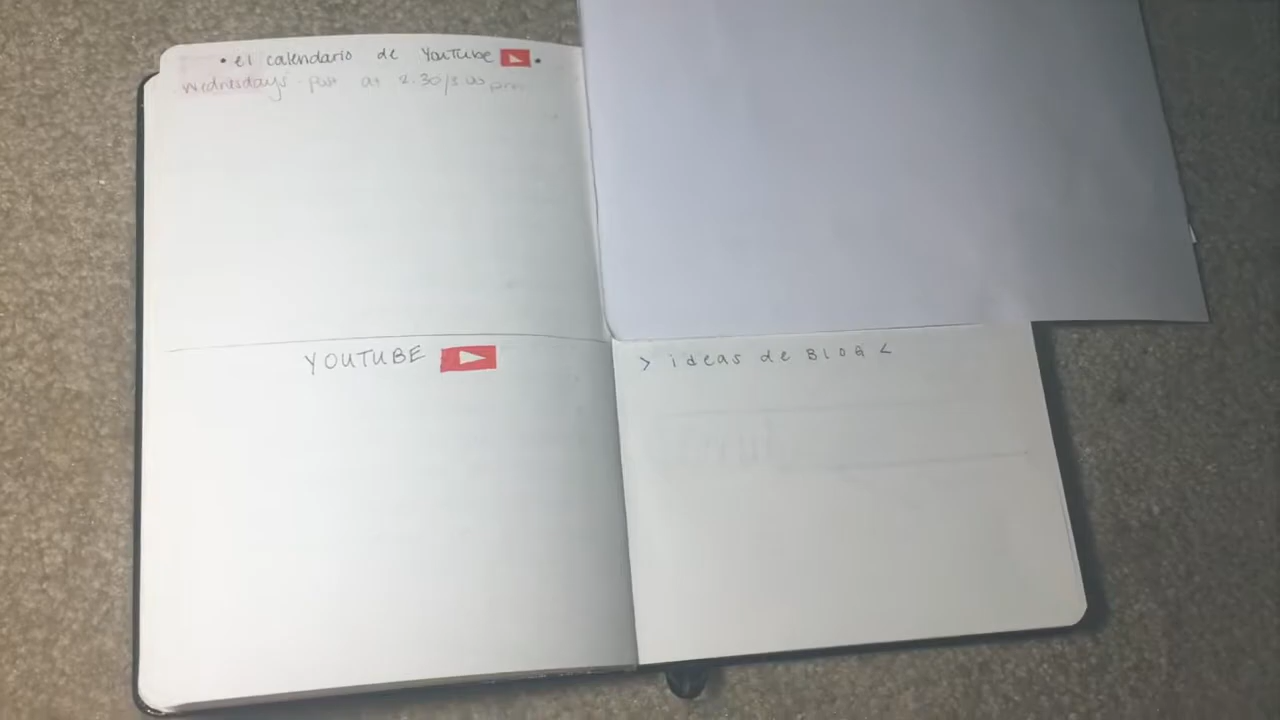 • el calendario de YouTube •
Wednesdays - post at 2.30/3.00 pm
YOUTUBE
> ideas de BLOG <